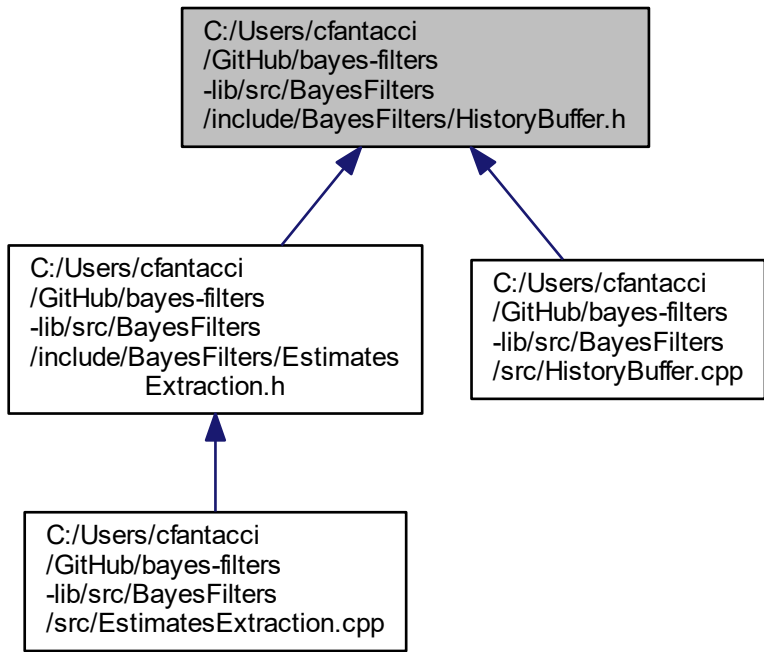 C:/Users/cfantacci
/GitHub/bayes-filters
-lib/src/BayesFilters
/include/BayesFilters/HistoryBuffer.h
C:/Users/cfantacci
/GitHub/bayes-filters
-lib/src/BayesFilters
/include/BayesFilters/Estimates
Extraction.h
C:/Users/cfantacci
/GitHub/bayes-filters
-lib/src/BayesFilters
/src/HistoryBuffer.cpp
C:/Users/cfantacci
/GitHub/bayes-filters
-lib/src/BayesFilters
/src/EstimatesExtraction.cpp